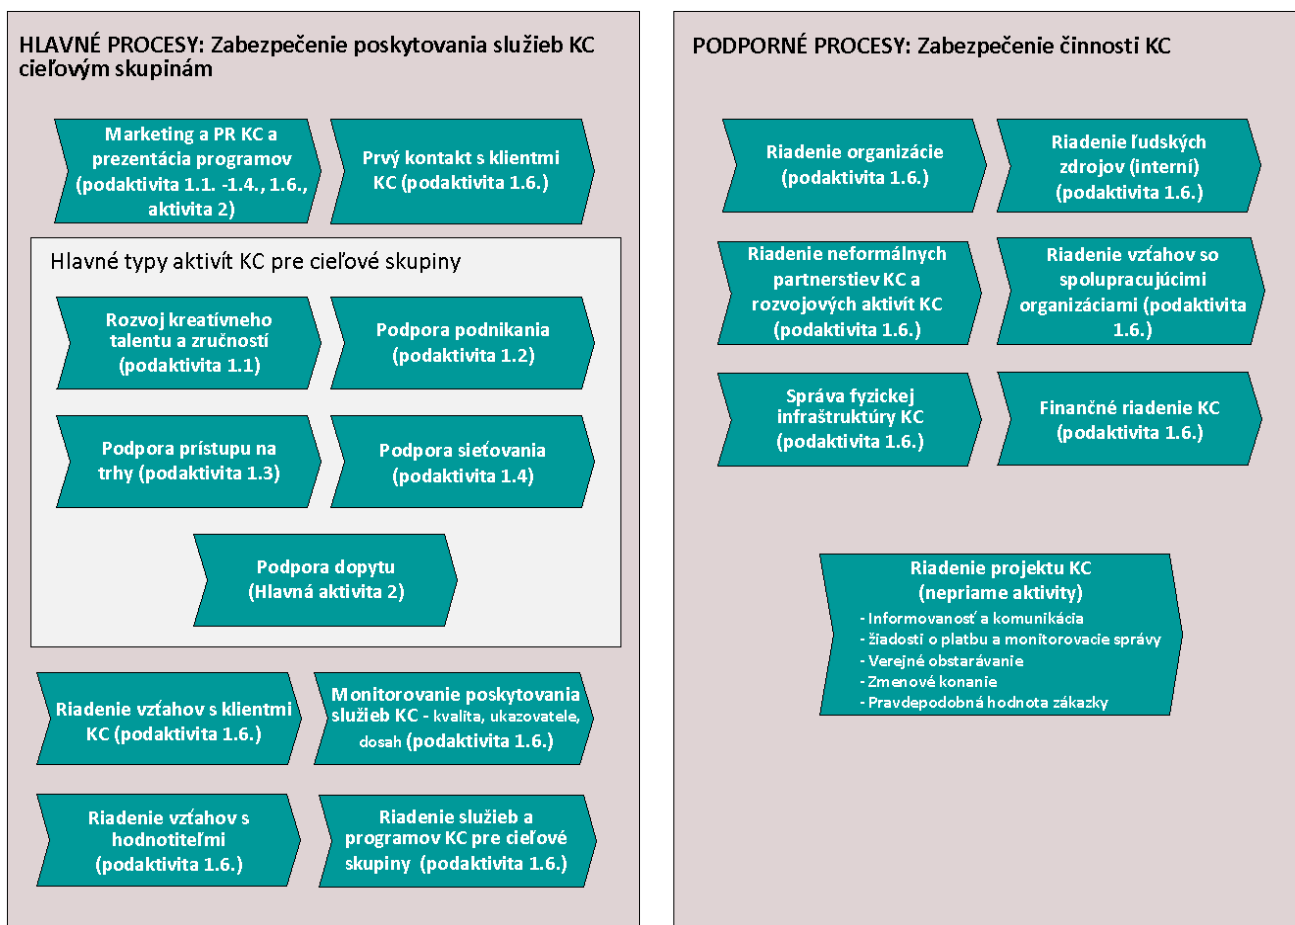 HLAVNÉ PROCESY: Zabezpečenie poskytovania služieb KC
cieľovým skupinám
Marketing a PR KC a
prezentácia programov
(podaktivita 1.1. -1.4., 1.6.,
aktivita 2)
Prvý kontakt s klientmi
KC (podaktivita 1.6.)
Hlavné typy aktivít KC pre cieľové skupiny
Rozvoj kreatívneho
talentu a zručností
(podaktivita 1.1)
Podpora podnikania
(podaktivita 1.2)
Podpora prístupu na
trhy (podaktivita 1.3)
Podpora sieťovania
(podaktivita 1.4)
Podpora dopytu
(Hlavná aktivita 2)
Riadenie vzťahov s klientmi
KC (podaktivita 1.6.)
Monitorovanie poskytovania
služieb KC - kvalita, ukazovatele,
dosah (podaktivita 1.6.)
Riadenie vzťahov s
hodnotiteľmi
(podaktivita 1.6.)
Riadenie služieb a
programov KC pre cieľové
skupiny (podaktivita 1.6.)
PODPORNÉ PROCESY: Zabezpečenie činnosti KC
Riadenie organizácie
(podaktivita 1.6.)
Riadenie ľudských
zdrojov (interní)
(podaktivita 1.6.)
Riadenie neformálnych
partnerstiev KC a
rozvojových aktivít KC
(podaktivita 1.6.)
Riadenie vzťahov so
spolupracujúcimi
organizáciami (podaktivita
1.6.)
Správa fyzickej
infraštruktúry KC
(podaktivita 1.6.)
Finančné riadenie KC
(podaktivita 1.6.)
Riadenie projektu KC
(nepriame aktivity)
- Informovanosť a komunikácia
- žiadosti o platbu a monitorovacie správy
- Verejné obstarávanie
- Zmenové konanie
- Pravdepodobná hodnota zákazky